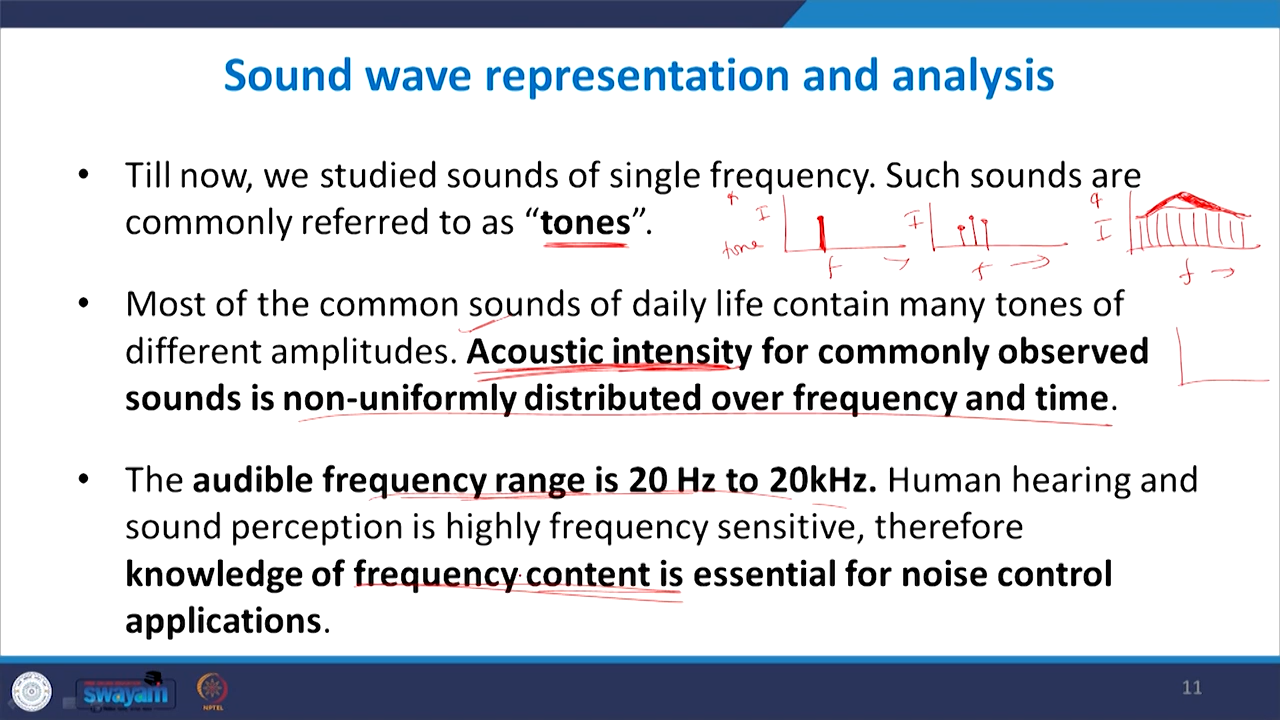 Sound wave representation and analysis
• Till now, we studied sounds of single frequency. Such sounds are
commonly referred to as “tones”.
I
tone
f
I
f
I
f
• Most of the common sounds of daily life contain many tones of
different amplitudes. Acoustic intensity for commonly observed
sounds is non-uniformly distributed over frequency and time.
• The audible frequency range is 20 Hz to 20kHz. Human hearing and
sound perception is highly frequency sensitive, therefore
knowledge of frequency content is essential for noise control
applications.
swayam
NPTEL
11